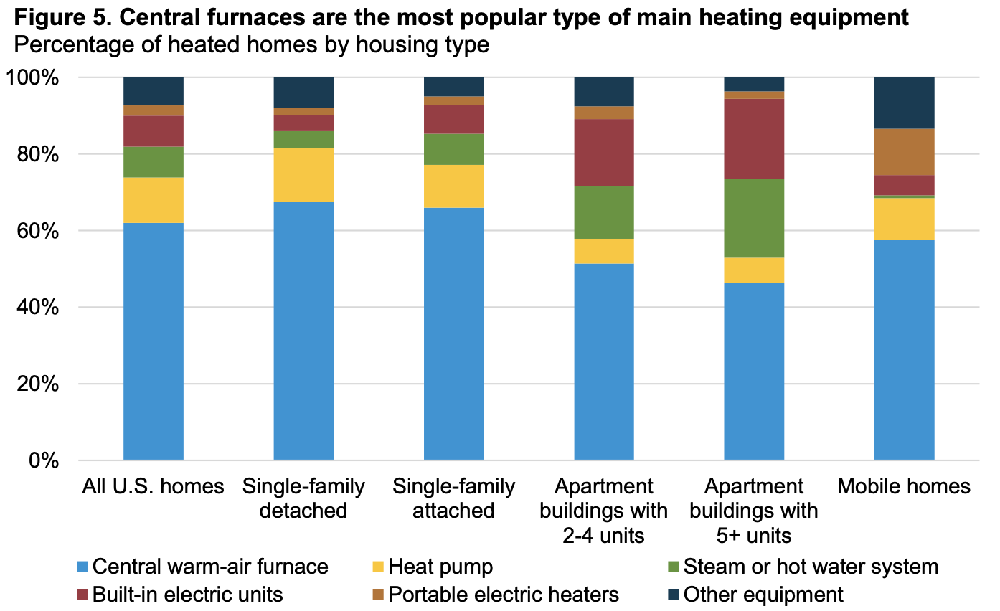 Figure 5. Central furnaces are the most popular type of main heating equipment
Percentage of heated homes by housing type
100%
80%
60%
40%
20%
0%
All U.S. homes
Single-family
detached
Single-family
attached
Apartment
buildings with
2-4 units
Apartment
buildings with
5+ units
Mobile homes
Central warm-air furnace
Heat pump
Steam or hot water system
Built-in electric units
Portable electric heaters
Other equipment